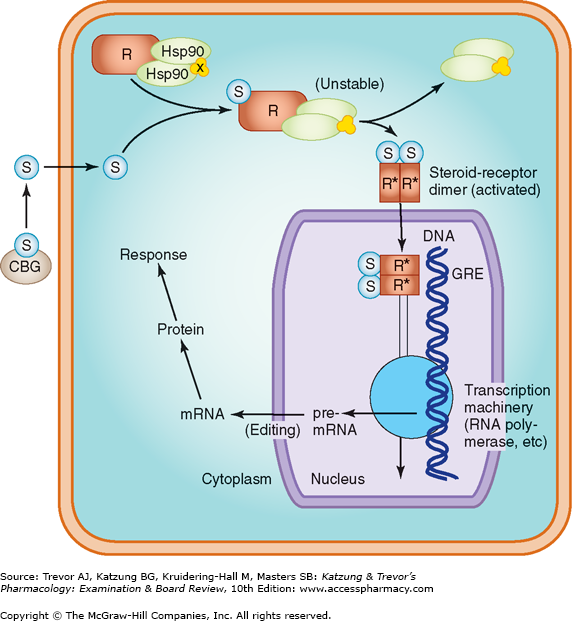 R
Hsp90
Hsp90
X
S
R
(Unstable)
S
S
S
CBG
S S
R* R*
Steroid-receptor
dimer (activated)
DNA
GRE
S
R*
S
R*
Response
Protein
mRNA
(Editing)
pre-
mRNA
Transcription
machinery
(RNA poly-
merase, etc)
Cytoplasm
Nucleus
Source: Trevor AJ, Katzung BG, Kruidering-Hall M, Masters SB: Katzung & Trevor's
Pharmacology: Examination & Board Review, 10th Edition: www.accesspharmacy.com
Copyright © The McGraw-Hill Companies, Inc. All rights reserved.